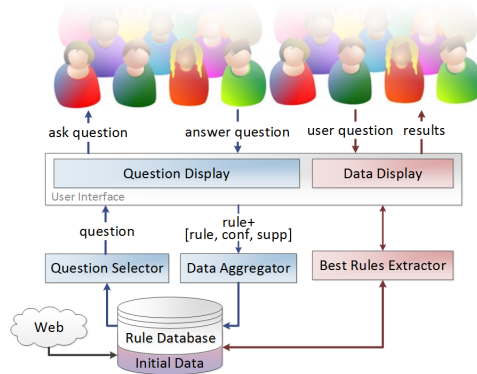 ask question
answer question
user question
results
Question Display
Data Display
User Interface
question
rule+
[rule, conf, supp]
Question Selector
Data Aggregator
Best Rules Extractor
Web
Rule Database
Initial Data